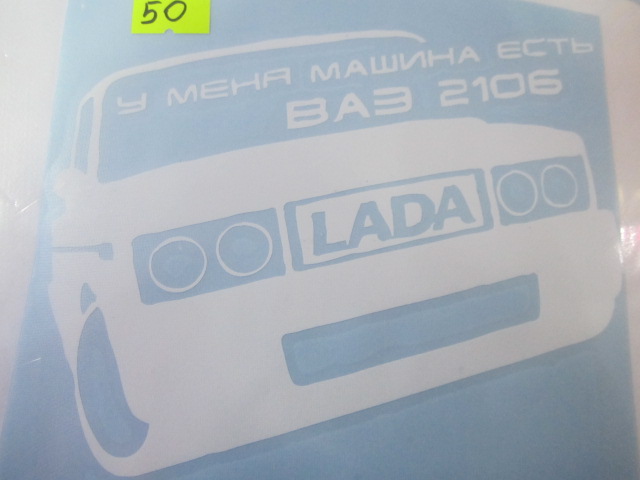 50
У МЕНЯ МАШИНА ЕСТЬ
ВАЗ 2106
LADA